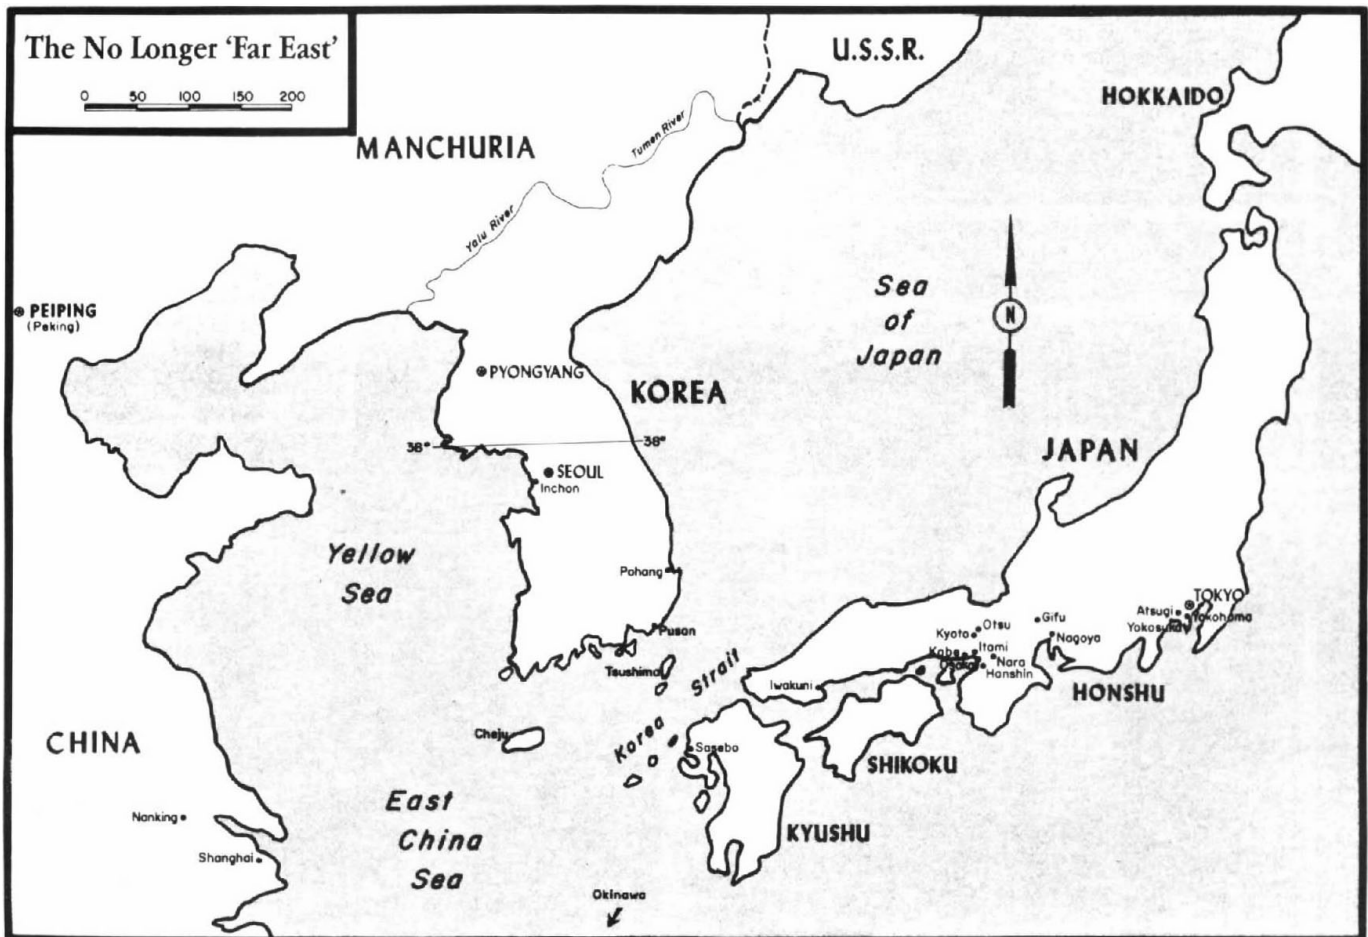 The No Longer 'Far East'
0 50 100 150 200
U.S.S.R.
HOKKAIDO
MANCHURIA
Tumen River
Yalu River
PEIPING
(Peking)
Sea
of
Japan
N
PYONGYANG
KOREA
38° 38°
JAPAN
SEOUL
Inchon
Yellow
Sea
Pohang
Pusan
Tsushima
Korea Strait
Cheju
TOKYO
Atsugi
Yokohama
Yokosuka
Gifu
Nagoya
Otsu
Kyoto
Itami
Kobe
Osaka
Nara
Hanshin
Iwakuni
HONSHU
CHINA
Sasebo
SHIKOKU
KYUSHU
Nanking
Shanghai
East
China
Sea
Okinawa